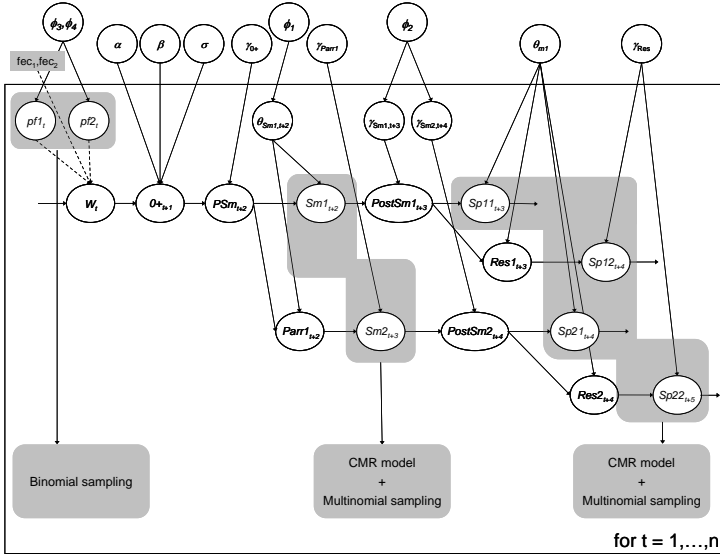 ϕ3,ϕ4
α
β
σ
γ0+
ϕ1
γParr1
ϕ2
θm1
γRes
fec1,fec2
pf1t
pf2t
θSm1,t+2
γSm1,t+3
γSm2,t+4
Wt
0+t+1
PSmt+2
Sm1t+2
PostSm1t+3
Sp11t+3
Res1t+3
Sp12t+4
Parr1t+2
Sm2t+3
PostSm2t+4
Sp21t+4
Res2t+4
Sp22t+5
Binomial sampling
CMR model
+
Multinomial sampling
CMR model
+
Multinomial sampling
for t = 1,…,n